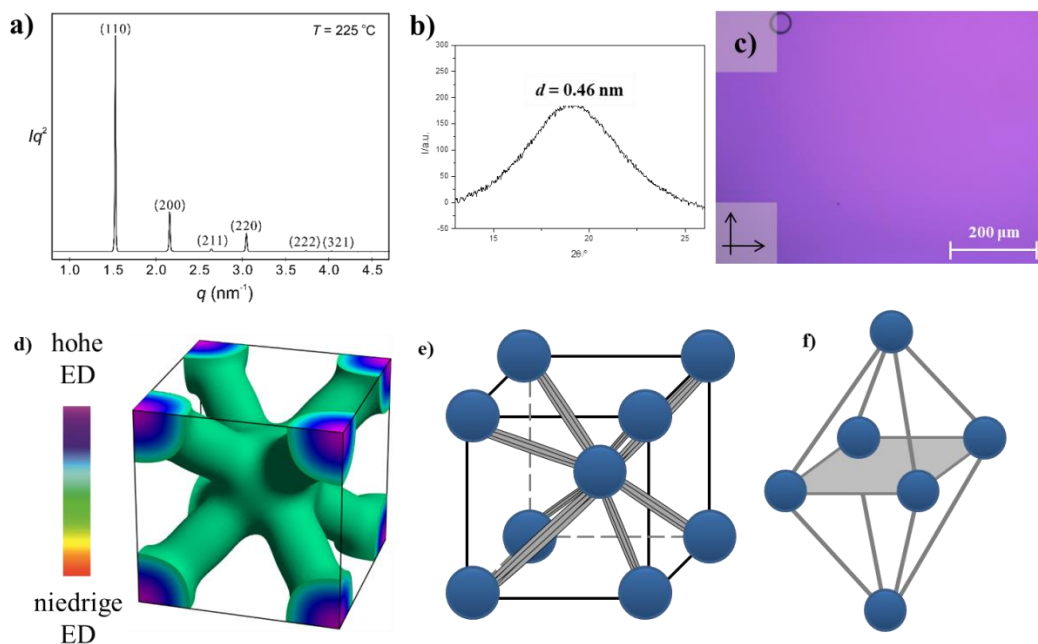 a)
T = 225 °C
(110)
(200)
(211)
(220)
(222) (321)
Iq²
1.0 1.5 2.0 2.5 3.0 3.5 4.0 4.5
q (nm⁻¹)
b)
d = 0.46 nm
300
250
200
150
100
50
0
-50
I/a.u.
15 20 25
2θ/°
c)
200 µm
d)
hohe
ED
niedrige
ED
e)
f)